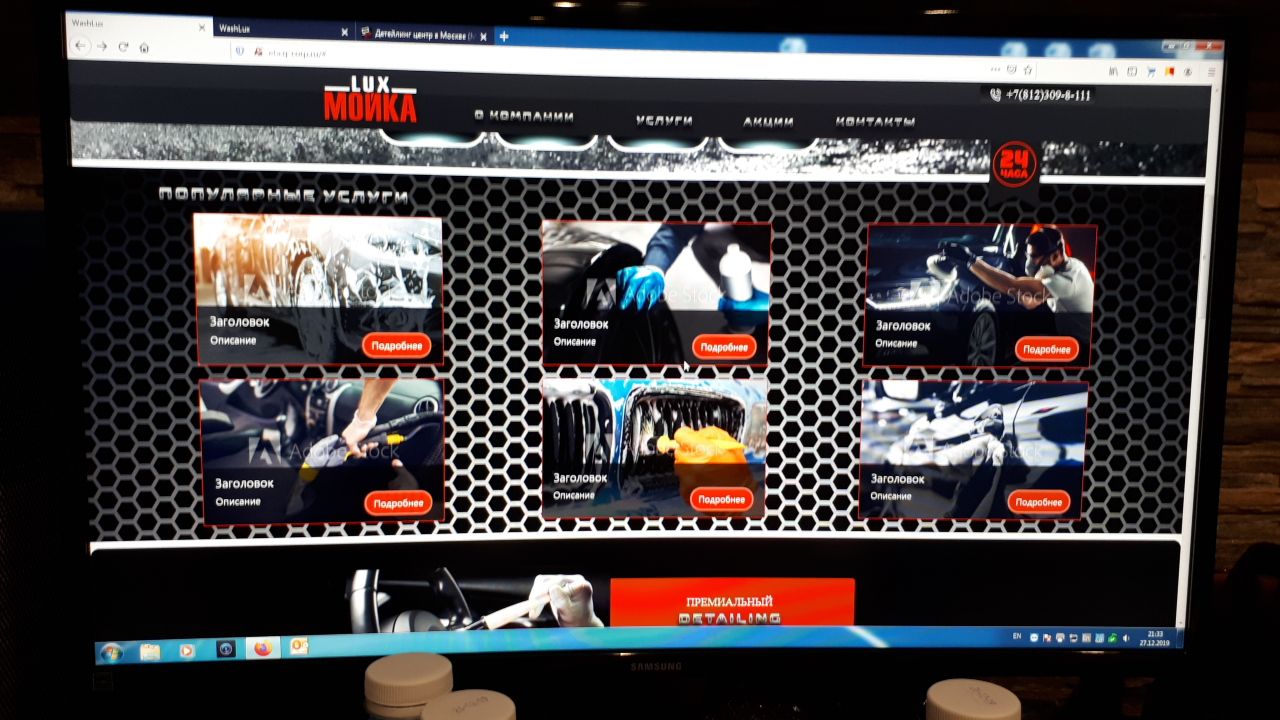 WashLux
WashLux
Детейлинг центр в Москве (М
LUX
МОЙКА
+7(812)309-8-111
О КОМПАНИИ
УСЛУГИ
АКЦИИ
КОНТАКТЫ
24
ЧАСА
ПОПУЛЯРНЫЕ УСЛУГИ
Adobe Stock
Заголовок
Описание
Подробнее
Adobe Stock
Заголовок
Описание
Подробнее
Adobe Stock
Заголовок
Описание
Подробнее
Adobe Stock
Заголовок
Описание
Подробнее
Adobe Stock
Заголовок
Описание
Подробнее
Adobe Stock
Заголовок
Описание
Подробнее
ПРЕМИАЛЬНЫЙ
DETAILING
EN
21:33
27.12.2019
SAMSUNG